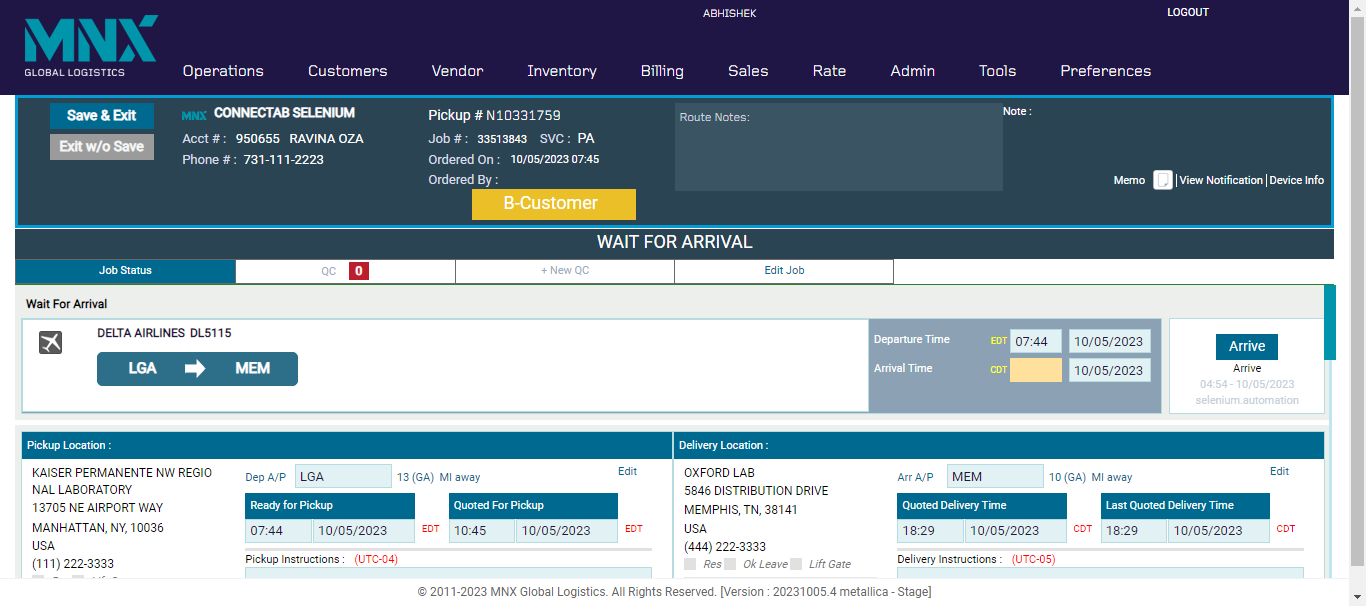 MNX
GLOBAL LOGISTICS
ABHISHEK
LOGOUT
Operations Customers Vendor Inventory Billing Sales Rate Admin Tools Preferences
Save & Exit
Exit w/o Save
MNX CONNECTAB SELENIUM
Acct # : 950655 RAVINA OZA
Phone # : 731-111-2223
Pickup # N10331759
Job # : 33513843 SVC : PA
Ordered On : 10/05/2023 07:45
Ordered By :
B-Customer
Route Notes:
Note :
Memo View Notification Device Info
WAIT FOR ARRIVAL
Job Status QC 0 + New QC Edit Job
Wait For Arrival
DELTA AIRLINES DL5115
LGA MEM
Departure Time EDT 07:44 10/05/2023
Arrival Time CDT 10/05/2023
Arrive
Arrive
04:54 - 10/05/2023
selenium.automation
Pickup Location :
KAISER PERMANENTE NW REGIO
NAL LABORATORY
13705 NE AIRPORT WAY
MANHATTAN, NY, 10036
USA
(111) 222-3333
Dep A/P LGA 13 (GA) MI away Edit
Ready for Pickup Quoted For Pickup
07:44 10/05/2023 EDT 10:45 10/05/2023 EDT
Pickup Instructions : (UTC-04)
Delivery Location :
OXFORD LAB
5846 DISTRIBUTION DRIVE
MEMPHIS, TN, 38141
USA
(444) 222-3333
Res Ok Leave Lift Gate
Arr A/P MEM 10 (GA) MI away Edit
Quoted Delivery Time Last Quoted Delivery Time
18:29 10/05/2023 CDT 18:29 10/05/2023 CDT
Delivery Instructions : (UTC-05)
© 2011-2023 MNX Global Logistics. All Rights Reserved. [Version : 20231005.4 metallica - Stage]